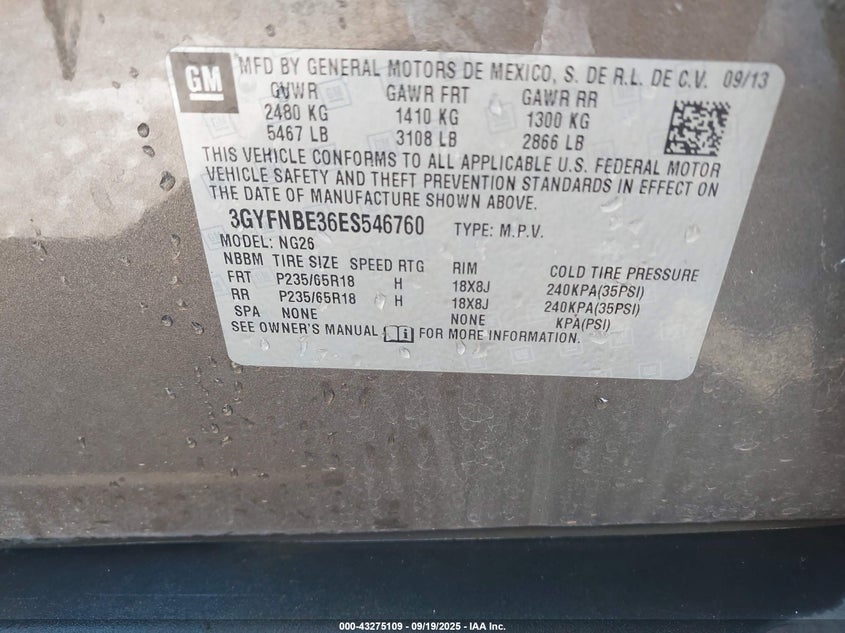 GM
MFD BY GENERAL MOTORS DE MEXICO, S. DE R.L. DE C.V. 09/13
GVWR GAWR FRT GAWR RR
2480 KG 1410 KG 1300 KG
5467 LB 3108 LB 2866 LB
THIS VEHICLE CONFORMS TO ALL APPLICABLE U.S. FEDERAL MOTOR
VEHICLE SAFETY AND THEFT PREVENTION STANDARDS IN EFFECT ON
THE DATE OF MANUFACTURE SHOWN ABOVE.
3GYFNBE36ES546760 TYPE: M.P.V.
MODEL: NG26
NBBM TIRE SIZE SPEED RTG RIM COLD TIRE PRESSURE
FRT P235/65R18 H 18X8J 240KPA(35PSI)
RR P235/65R18 H 18X8J 240KPA(35PSI)
SPA NONE NONE KPA(PSI)
SEE OWNER'S MANUAL FOR MORE INFORMATION.
000-43275109 - 09/19/2025 - IAA Inc.